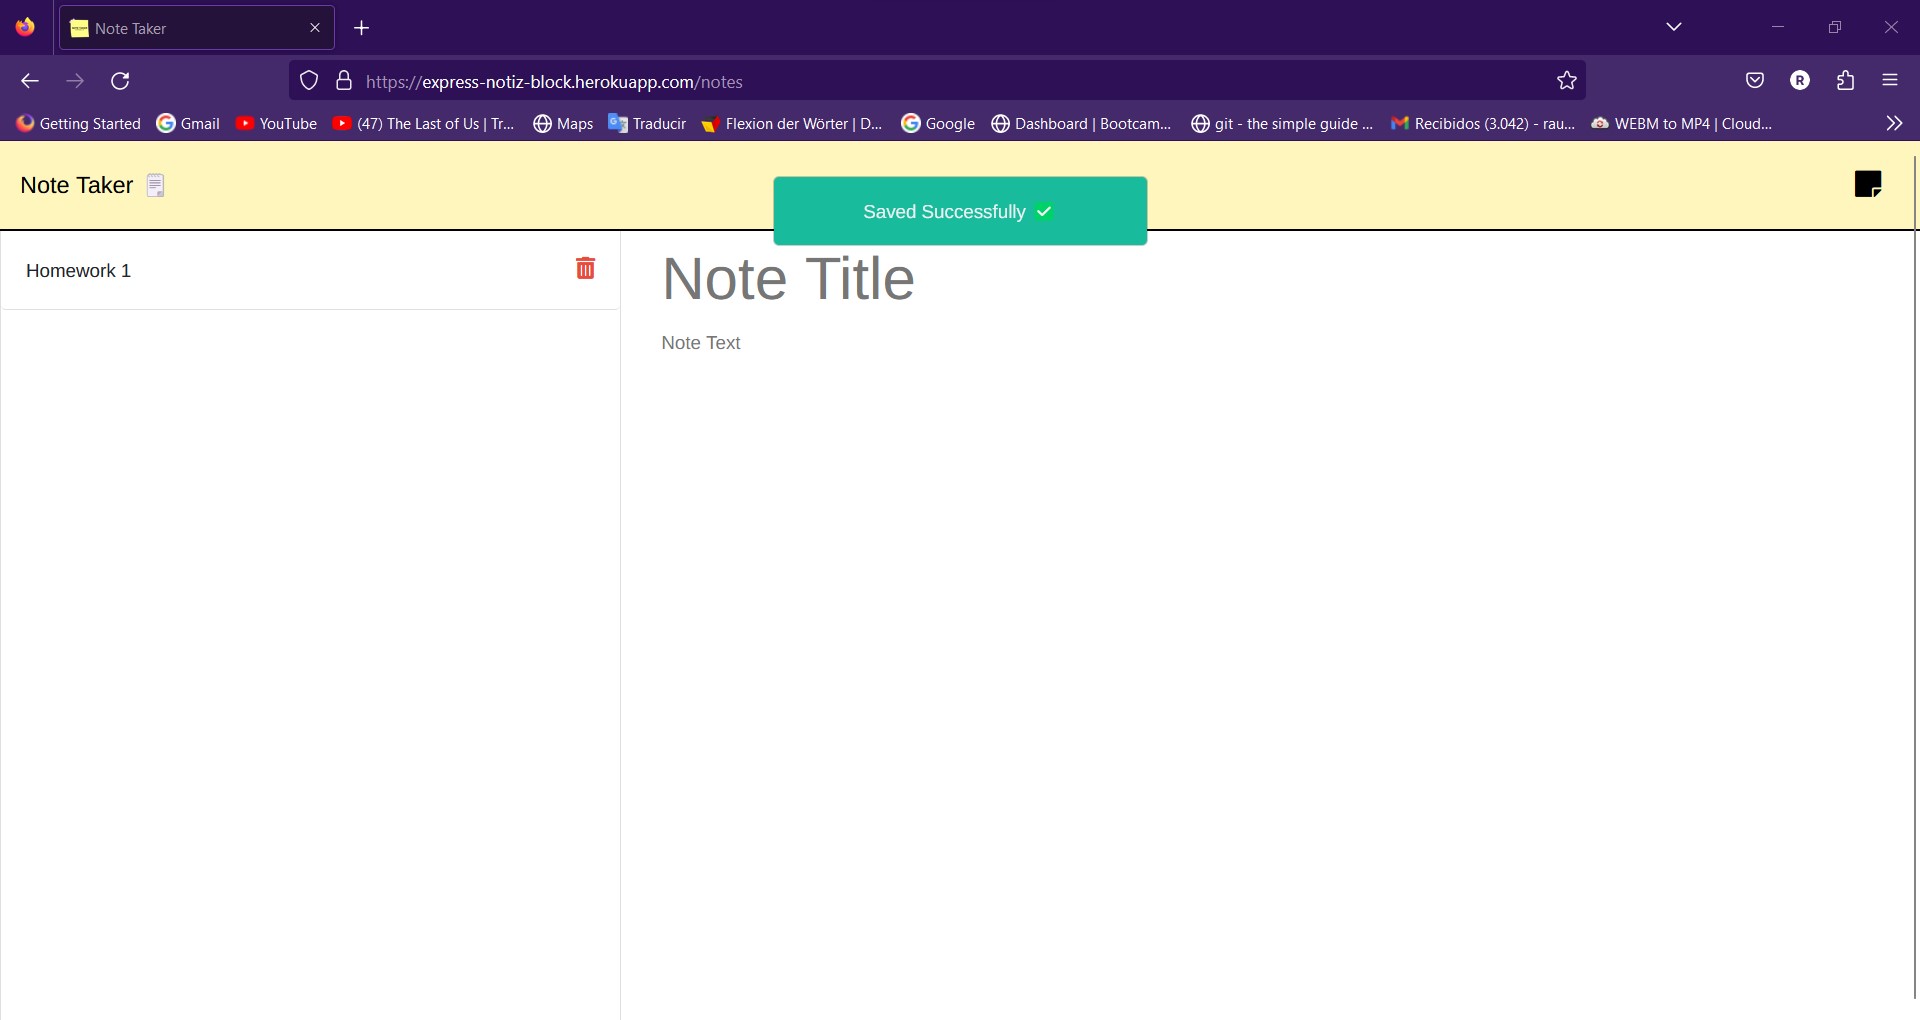 Note Taker
https://express-notiz-block.herokuapp.com/notes
R
Getting Started Gmail YouTube (47) The Last of Us | Tr... Maps Traducir Flexion der Wörter | D... Google Dashboard | Bootcam... git - the simple guide ... Recibidos (3.042) - rau... WEBM to MP4 | Cloud...
Note Taker
Saved Successfully
Homework 1
Note Title
Note Text